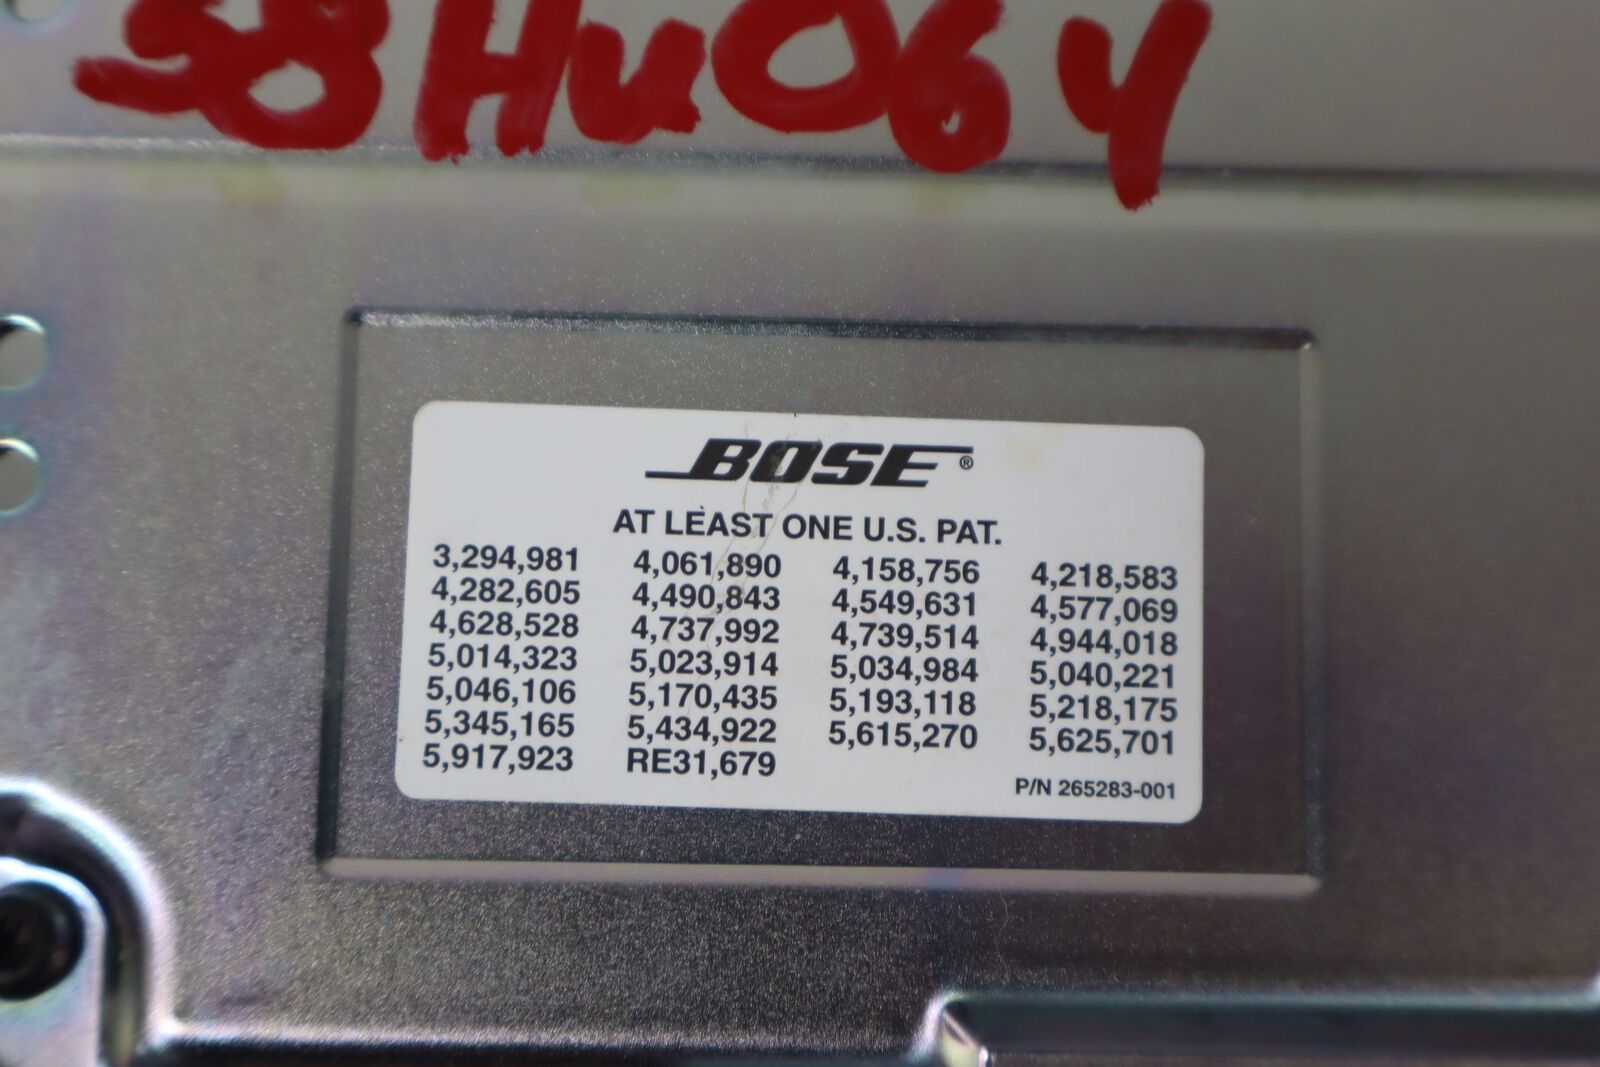 38Hu064
BOSE®
AT LEAST ONE U.S. PAT.
3,294,981 4,061,890 4,158,756 4,218,583
4,282,605 4,490,843 4,549,631 4,577,069
4,628,528 4,737,992 4,739,514 4,944,018
5,014,323 5,023,914 5,034,984 5,040,221
5,046,106 5,170,435 5,193,118 5,218,175
5,345,165 5,434,922 5,615,270 5,625,701
5,917,923 RE31,679
P/N 265283-001